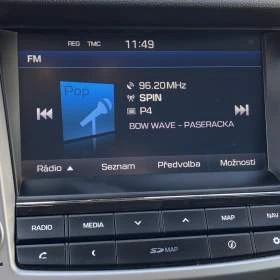 REG TMC 11:49
FM
Pop
96.20MHz
SPIN
P4
BOW WAVE - PASERACKA
Rádio ▲ Seznam Předvolba Možnosti
RADIO MEDIA MAP NAV
SD MAP